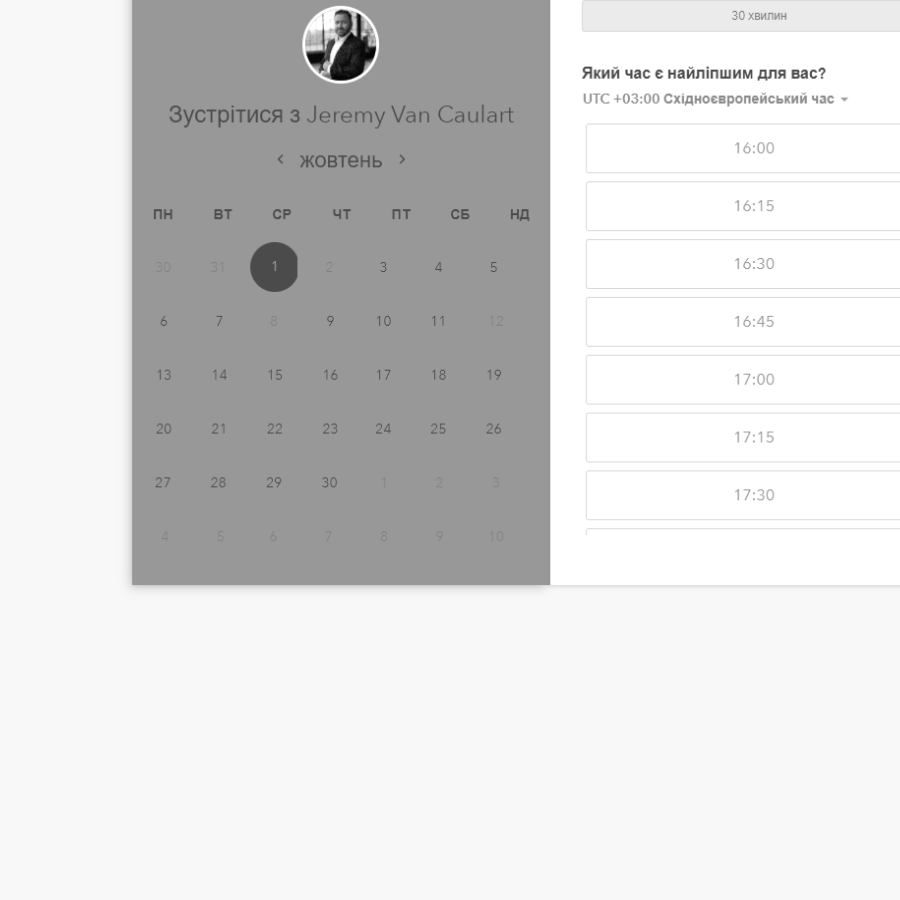 Зустрітися з Jeremy Van Caulart
жовтень
ПН ВТ СР ЧТ ПТ СБ НД
30 31 1 2 3 4 5
6 7 8 9 10 11 12
13 14 15 16 17 18 19
20 21 22 23 24 25 26
27 28 29 30 1 2 3
4 5 6 7 8 9 10
30 хвилин
Який час є найліпшим для вас?
UTC +03:00 Східноєвропейський час
16:00
16:15
16:30
16:45
17:00
17:15
17:30